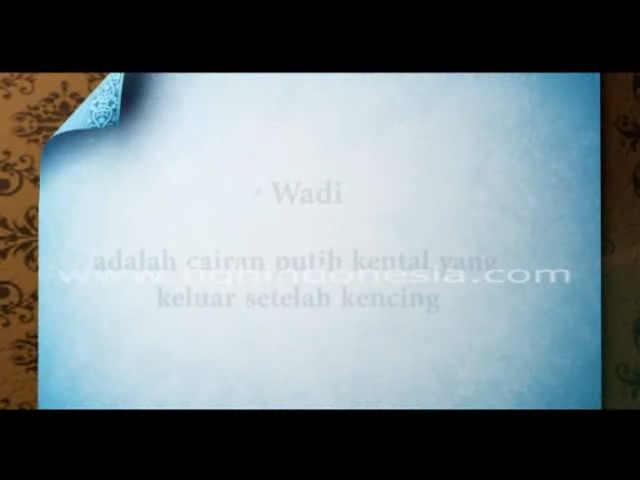 · Wadi
adalah cairan putih kental yang
keluar setelah kencing